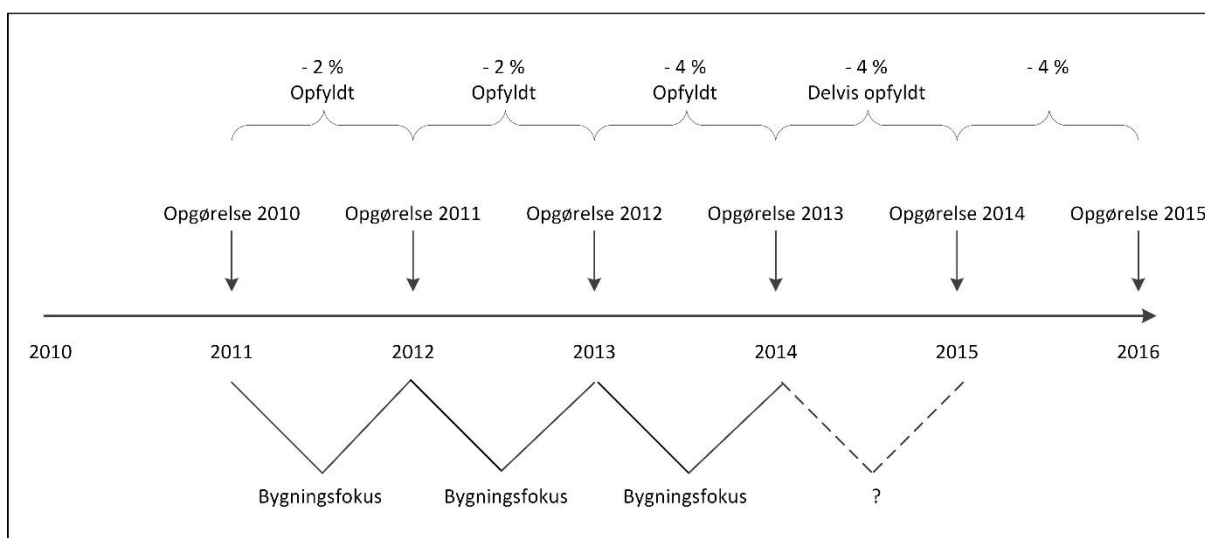 - 2 % - 2 % - 4 % - 4 % - 4 %
Opfyldt Opfyldt Opfyldt Delvis opfyldt
Opgørelse 2010 Opgørelse 2011 Opgørelse 2012 Opgørelse 2013 Opgørelse 2014 Opgørelse 2015
2010 2011 2012 2013 2014 2015 2016
Bygningsfokus Bygningsfokus Bygningsfokus ?